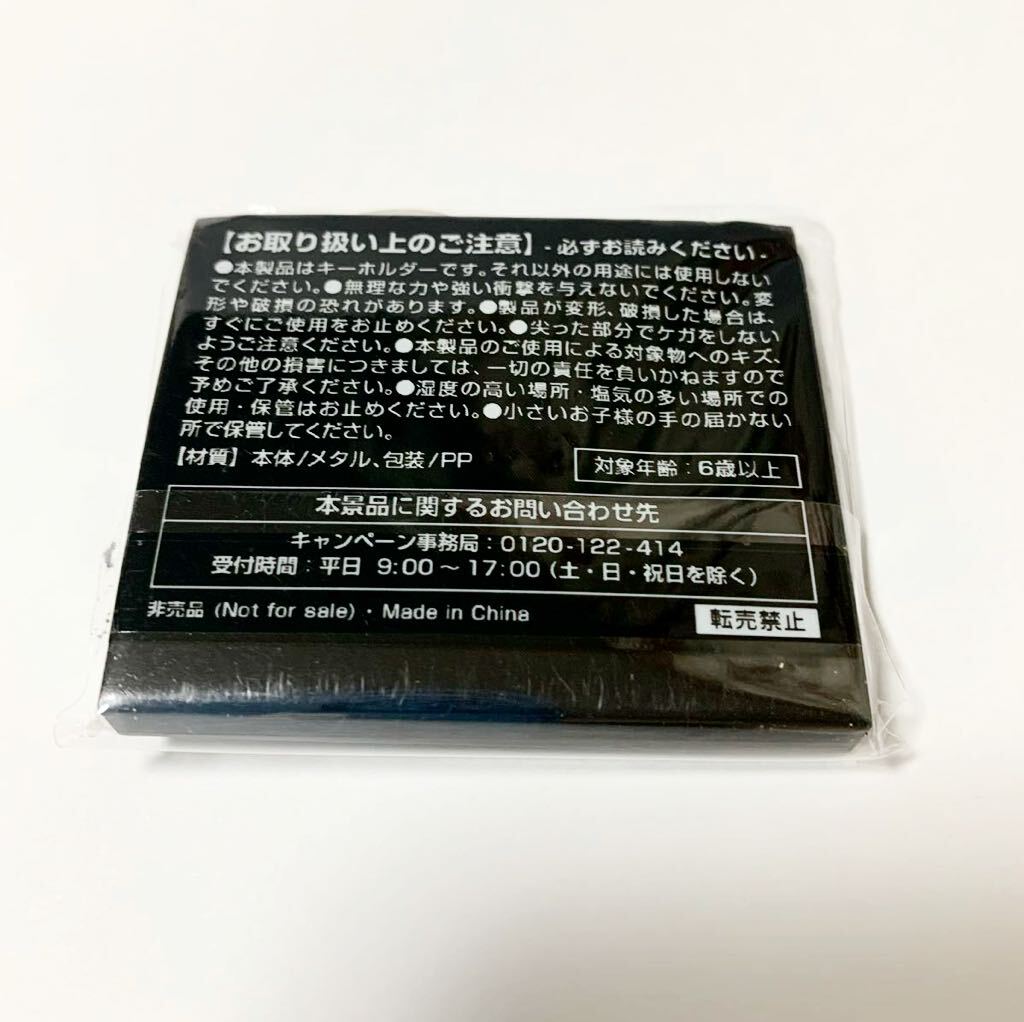 【お取り扱い上のご注意】 - 必ずお読みください -
●本製品はキーホルダーです。それ以外の用途には使用しない
でください。●無理な力や強い衝撃を与えないでください。変
形や破損の恐れがあります。●製品が変形、破損した場合は、
すぐにご使用をお止めください。●尖った部分でケガをしない
ようご注意ください。●本製品のご使用による対象物へのキズ、
その他の損害につきましては、一切の責任を負いかねますので
予めご了承ください。●湿度の高い場所・塩気の多い場所での
使用・保管はお止めください。●小さいお子様の手の届かない
所で保管してください。
【材質】本体/メタル、包装/PP
対象年齢：6歳以上
本景品に関するお問い合わせ先
キャンペーン事務局：0120-122-414
受付時間：平日 9:00～17:00 (土・日・祝日を除く)
非売品 (Not for sale)・Made in China
転売禁止